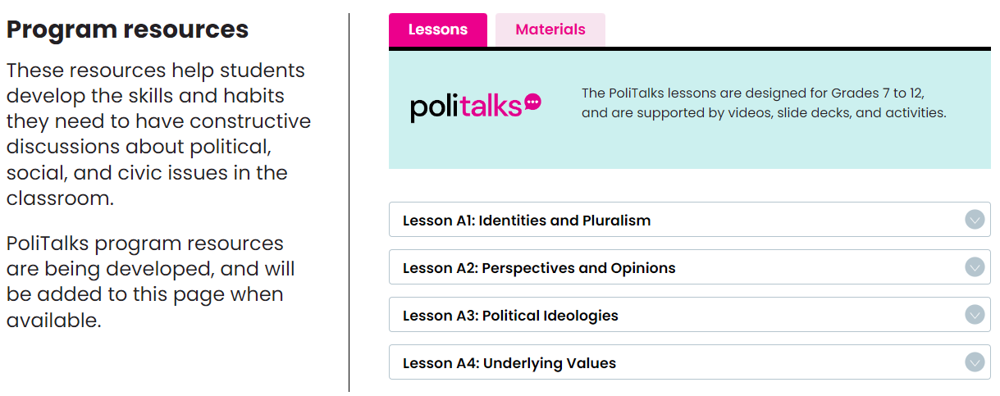 Program resources
These resources help students
develop the skills and habits
they need to have constructive
discussions about political,
social, and civic issues in the
classroom.
PoliTalks program resources
are being developed, and will
be added to this page when
available.
Lessons
Materials
politalks
The PoliTalks lessons are designed for Grades 7 to 12,
and are supported by videos, slide decks, and activities.
Lesson A1: Identities and Pluralism
Lesson A2: Perspectives and Opinions
Lesson A3: Political Ideologies
Lesson A4: Underlying Values